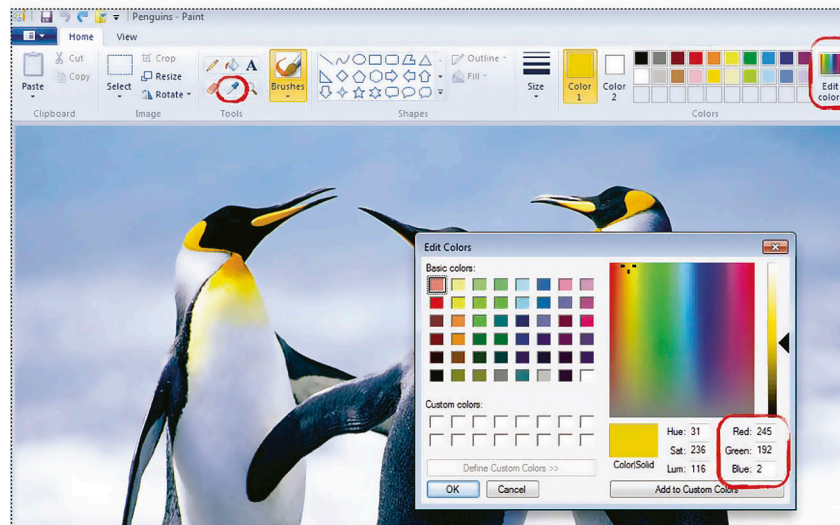 Penguins - Paint
Home View
Cut
Copy
Paste
Clipboard
Select
Crop
Resize
Rotate
Image
A
Tools
Brushes
Outline
Fill
Shapes
Size
Color
1
Color
2
Edit
colors
Colors
Edit Colors
Basic colors:
Custom colors:
Define Custom Colors >>
OK Cancel
Color|Solid
Hue: 31 Red: 245
Sat: 236 Green: 192
Lum: 116 Blue: 2
Add to Custom Colors